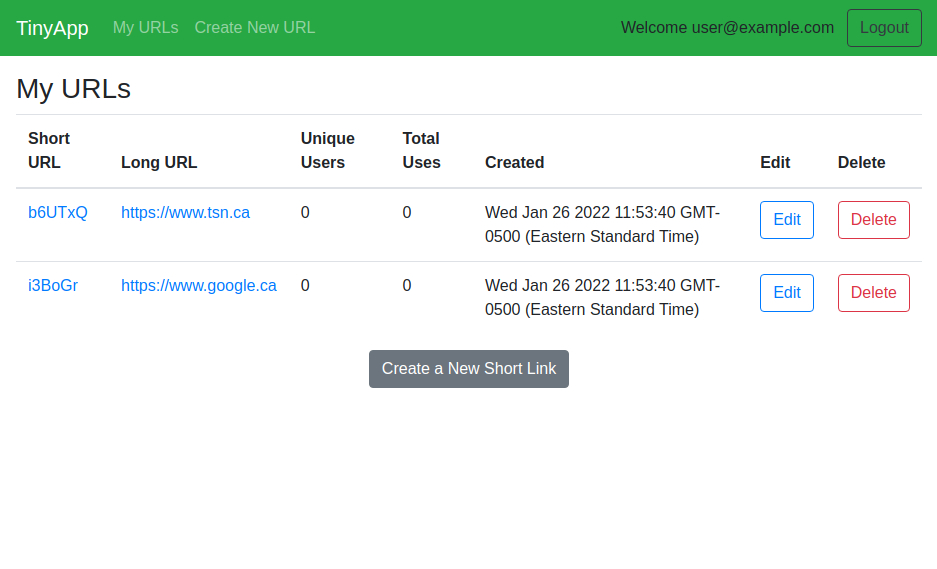 TinyApp My URLs Create New URL Welcome user@example.com Logout
My URLs
Short URL Long URL Unique Users Total Uses Created Edit Delete
b6UTxQ https://www.tsn.ca 0 0 Wed Jan 26 2022 11:53:40 GMT-
0500 (Eastern Standard Time) Edit Delete
i3BoGr https://www.google.ca 0 0 Wed Jan 26 2022 11:53:40 GMT-
0500 (Eastern Standard Time) Edit Delete
Create a New Short Link